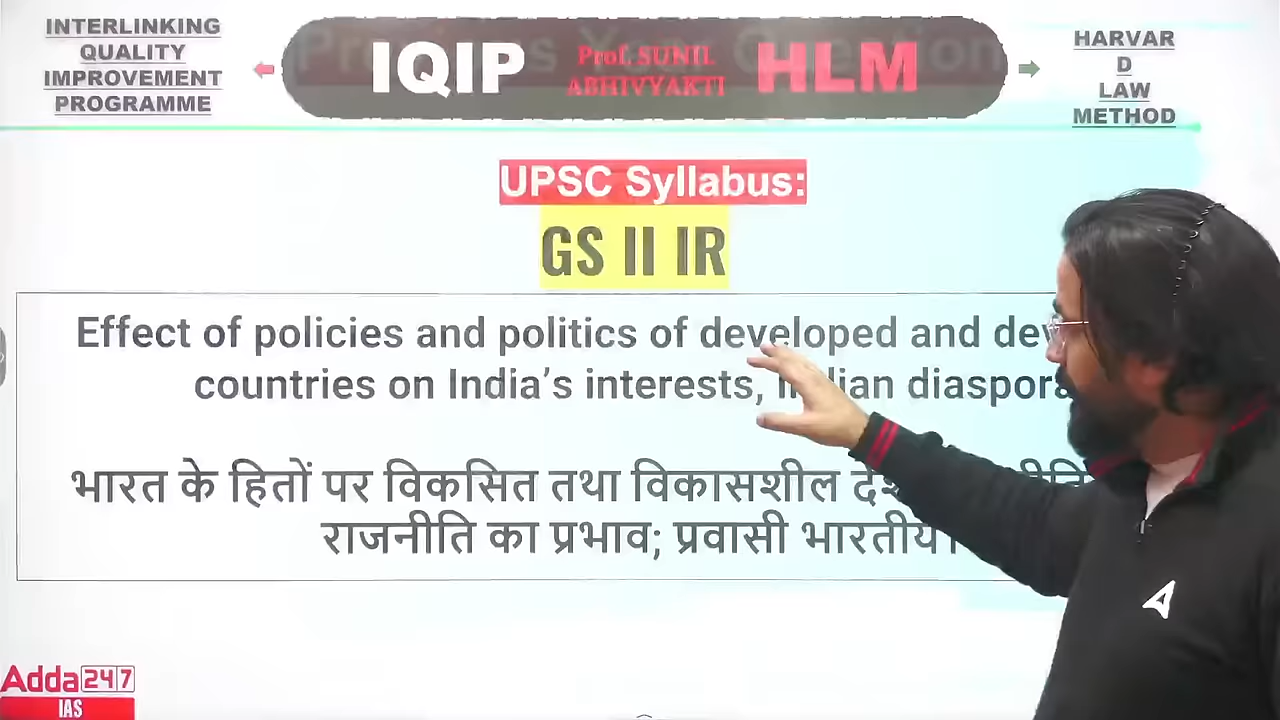 INTERLINKING
QUALITY
IMPROVEMENT
PROGRAMME
IQIP
Prof. SUNIL
ABHIVYAKTI
HLM
HARVAR
D
LAW
METHOD
UPSC Syllabus:
GS II IR
Effect of policies and politics of developed and
countries on India's interests, Indian diaspora
भारत के हितों पर विकसित तथा विकासशील
राजनीति का प्रभाव; प्रवासी भारतीय।
Adda247
IAS